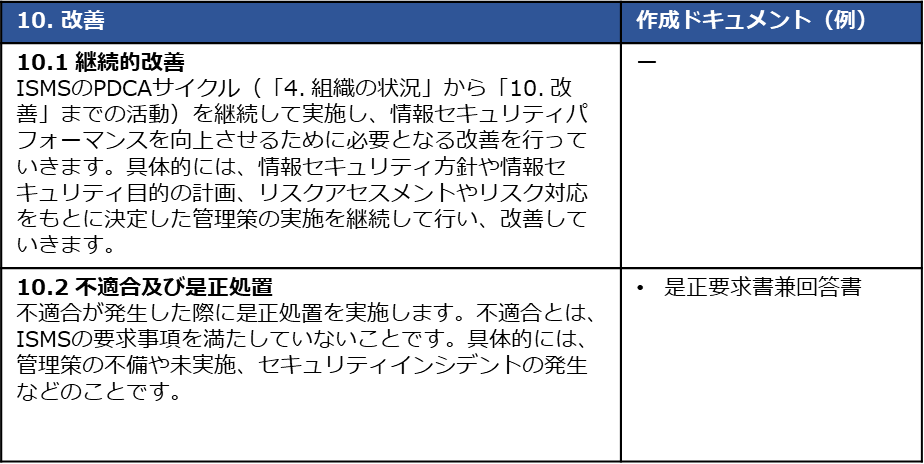 10. 改善
作成ドキュメント（例）
10.1 継続的改善
ISMSのPDCAサイクル（「4. 組織の状況」から「10. 改
善」までの活動）を継続して実施し、情報セキュリティパ
フォーマンスを向上させるために必要となる改善を行って
いきます。具体的には、情報セキュリティ方針や情報セ
キュリティ目的の計画、リスクアセスメントやリスク対応
をもとに決定した管理策の実施を継続して行い、改善して
いきます。
ー
10.2 不適合及び是正処置
不適合が発生した際に是正処置を実施します。不適合とは、
ISMSの要求事項を満たしていないことです。具体的には、
管理策の不備や未実施、セキュリティインシデントの発生
などのことです。
• 是正要求書兼回答書